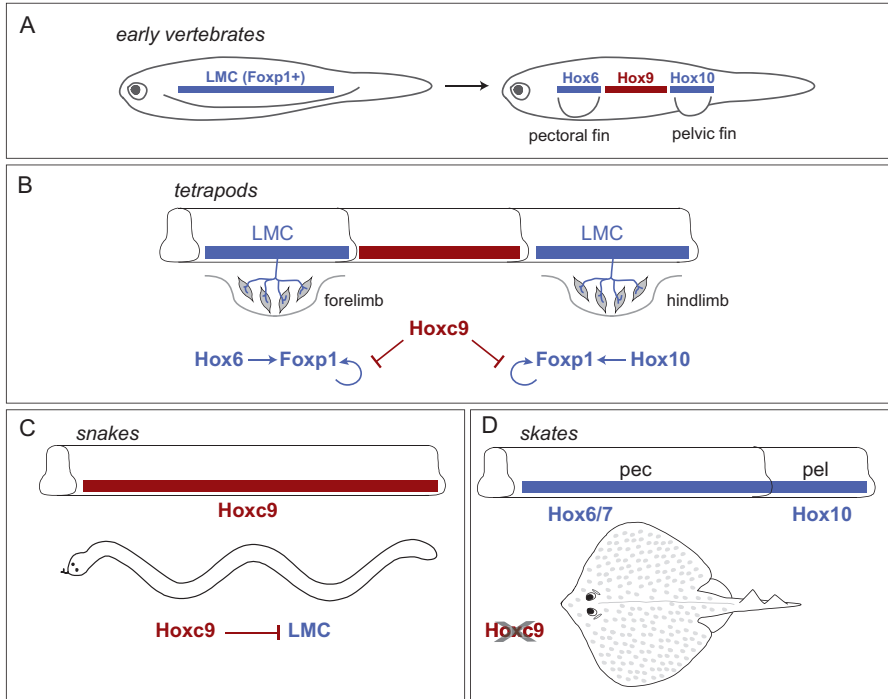 A
early vertebrates
LMC (Foxp1+)
Hox6 Hox9 Hox10
pectoral fin
pelvic fin
B
tetrapods
LMC
LMC
forelimb
hindlimb
Hoxc9
Hox6 Foxp1
Foxp1 Hox10
C
snakes
Hoxc9
Hoxc9 LMC
D
skates
pec pel
Hox6/7 Hox10
Hoxc9